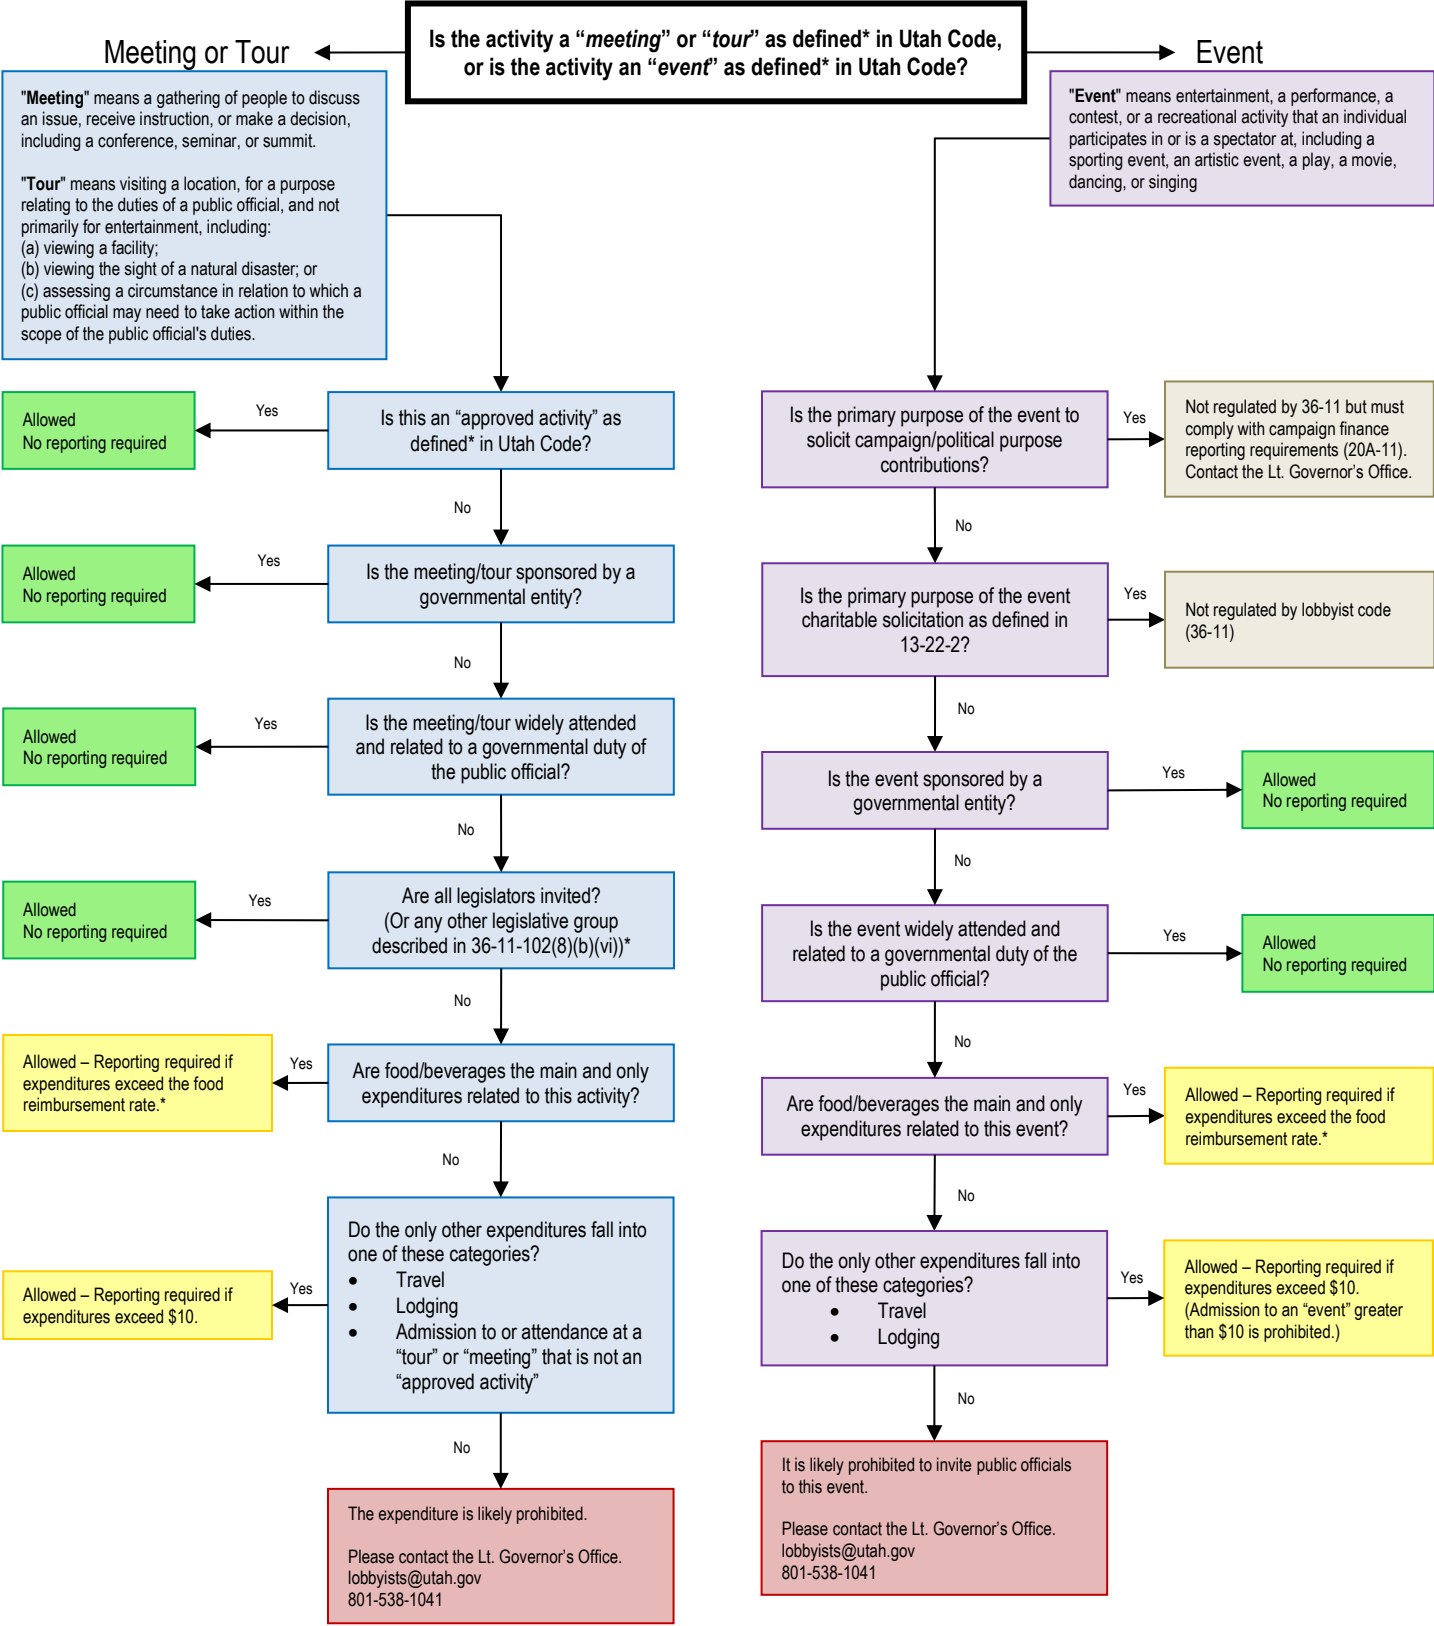 Is the activity a “meeting” or “tour” as defined* in Utah Code,
or is the activity an “event” as defined* in Utah Code?
Meeting or Tour
Event
"Meeting" means a gathering of people to discuss
an issue, receive instruction, or make a decision,
including a conference, seminar, or summit.
"Tour" means visiting a location, for a purpose
relating to the duties of a public official, and not
primarily for entertainment, including:
(a) viewing a facility;
(b) viewing the sight of a natural disaster; or
(c) assessing a circumstance in relation to which a
public official may need to take action within the
scope of the public official's duties.
"Event" means entertainment, a performance, a
contest, or a recreational activity that an individual
participates in or is a spectator at, including a
sporting event, an artistic event, a play, a movie,
dancing, or singing
Is this an “approved activity” as
defined* in Utah Code?
Yes
Allowed
No reporting required
No
Is the meeting/tour sponsored by a
governmental entity?
Yes
Allowed
No reporting required
No
Is the meeting/tour widely attended
and related to a governmental duty of
the public official?
Yes
Allowed
No reporting required
No
Are all legislators invited?
(Or any other legislative group
described in 36-11-102(8)(b)(vi))*
Yes
Allowed
No reporting required
No
Are food/beverages the main and only
expenditures related to this activity?
Yes
Allowed – Reporting required if
expenditures exceed the food
reimbursement rate.*
No
Do the only other expenditures fall into
one of these categories?
• Travel
• Lodging
• Admission to or attendance at a
“tour” or “meeting” that is not an
“approved activity”
Yes
Allowed – Reporting required if
expenditures exceed $10.
No
The expenditure is likely prohibited.
Please contact the Lt. Governor’s Office.
lobbyists@utah.gov
801-538-1041
Is the primary purpose of the event to
solicit campaign/political purpose
contributions?
Yes
Not regulated by 36-11 but must
comply with campaign finance
reporting requirements (20A-11).
Contact the Lt. Governor’s Office.
No
Is the primary purpose of the event
charitable solicitation as defined in
13-22-2?
Yes
Not regulated by lobbyist code
(36-11)
No
Is the event sponsored by a
governmental entity?
Yes
Allowed
No reporting required
No
Is the event widely attended and
related to a governmental duty of the
public official?
Yes
Allowed
No reporting required
No
Are food/beverages the main and only
expenditures related to this event?
Yes
Allowed – Reporting required if
expenditures exceed the food
reimbursement rate.*
No
Do the only other expenditures fall into
one of these categories?
• Travel
• Lodging
Yes
Allowed – Reporting required if
expenditures exceed $10.
(Admission to an “event” greater
than $10 is prohibited.)
No
It is likely prohibited to invite public officials
to this event.
Please contact the Lt. Governor’s Office.
lobbyists@utah.gov
801-538-1041